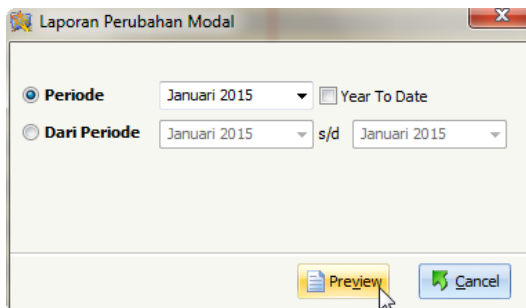 Laporan Perubahan Modal
Periode Januari 2015 Year To Date
Dari Periode Januari 2015 s/d Januari 2015
Preview Cancel